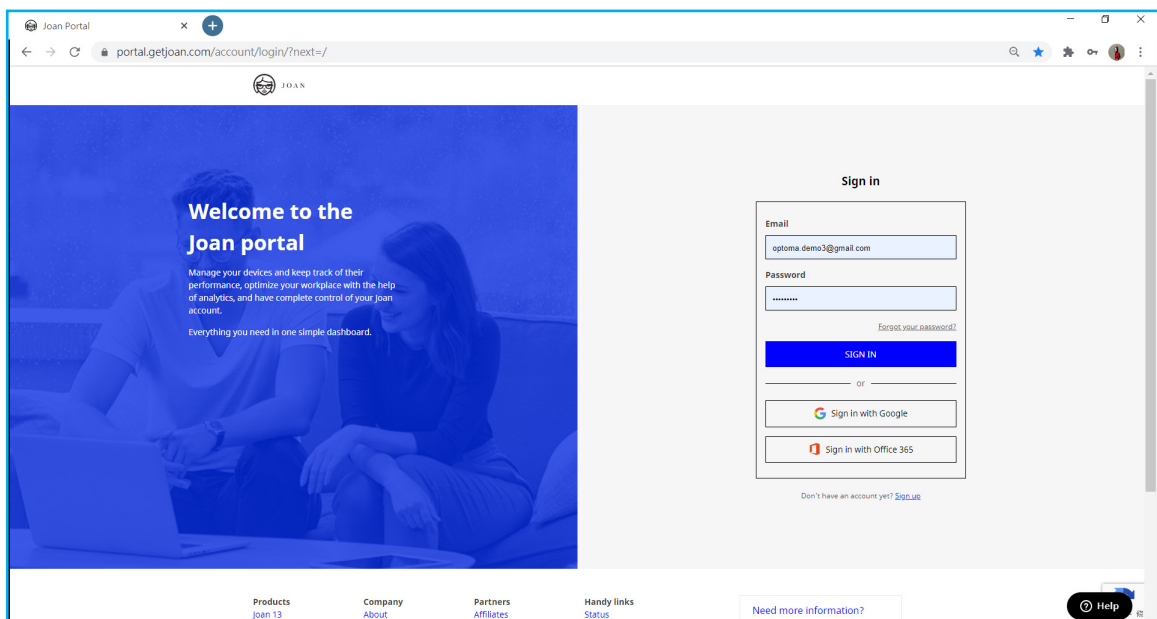 Joan Portal
portal.getjoan.com/account/login/?next=/
JOAN
Welcome to the
Joan portal
Manage your devices and keep track of their
performance, optimize your workplace with the help
of analytics, and have complete control of your Joan
account.
Everything you need in one simple dashboard.
Sign in
Email
optoma.demo3@gmail.com
Password
•••••••••
Forgot your password?
SIGN IN
or
Sign in with Google
Sign in with Office 365
Don't have an account yet? Sign up
Products
Joan 13
Company
About
Partners
Affiliates
Handy links
Status
Need more information?
Help